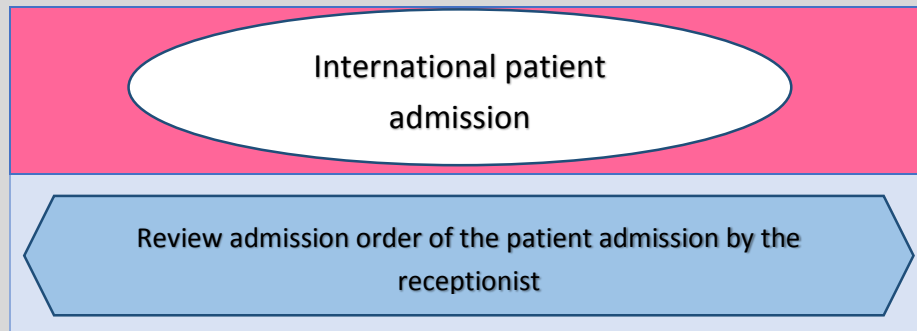 International patient
admission
Review admission order of the patient admission by the
receptionist